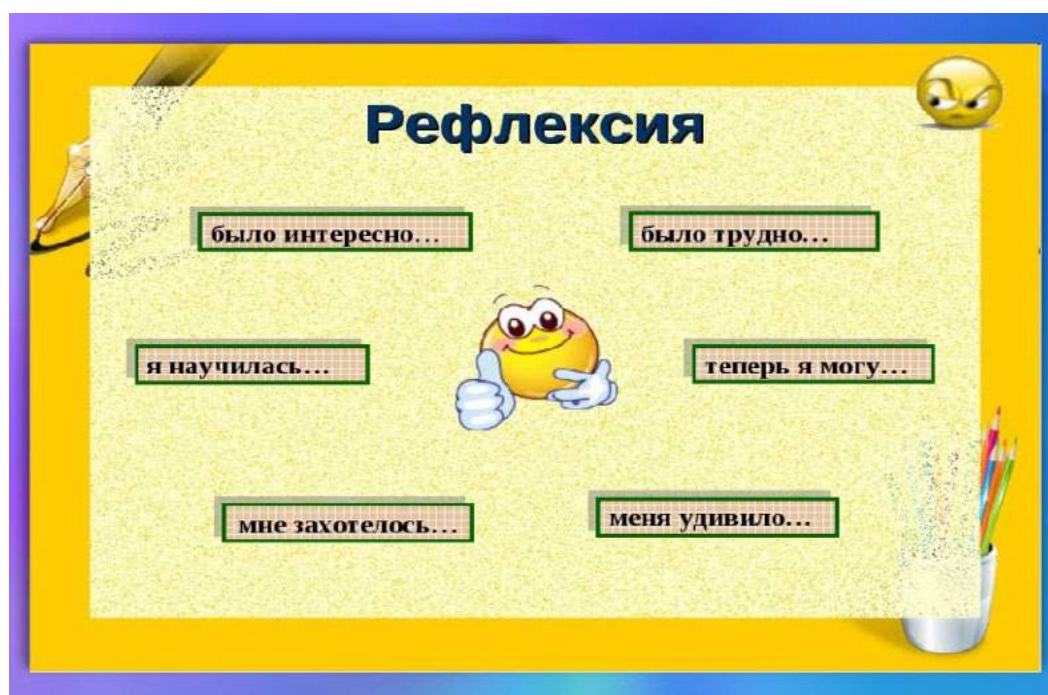 Рефлексия
было интересно…
было трудно…
я научилась…
теперь я могу…
мне захотелось…
меня удивило…